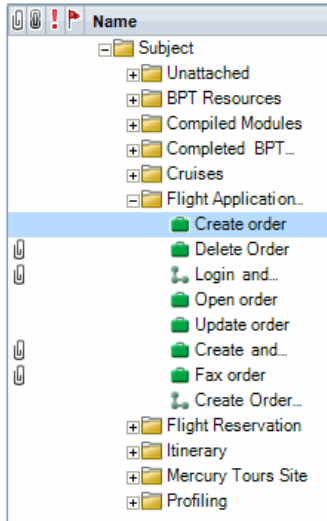 Name
Subject
Unattached
BPT Resources
Compiled Modules
Completed BPT...
Cruises
Flight Application...
Create order
Delete Order
Login and...
Open order
Update order
Create and...
Fax order
Create Order...
Flight Reservation
Itinerary
Mercury Tours Site
Profiling